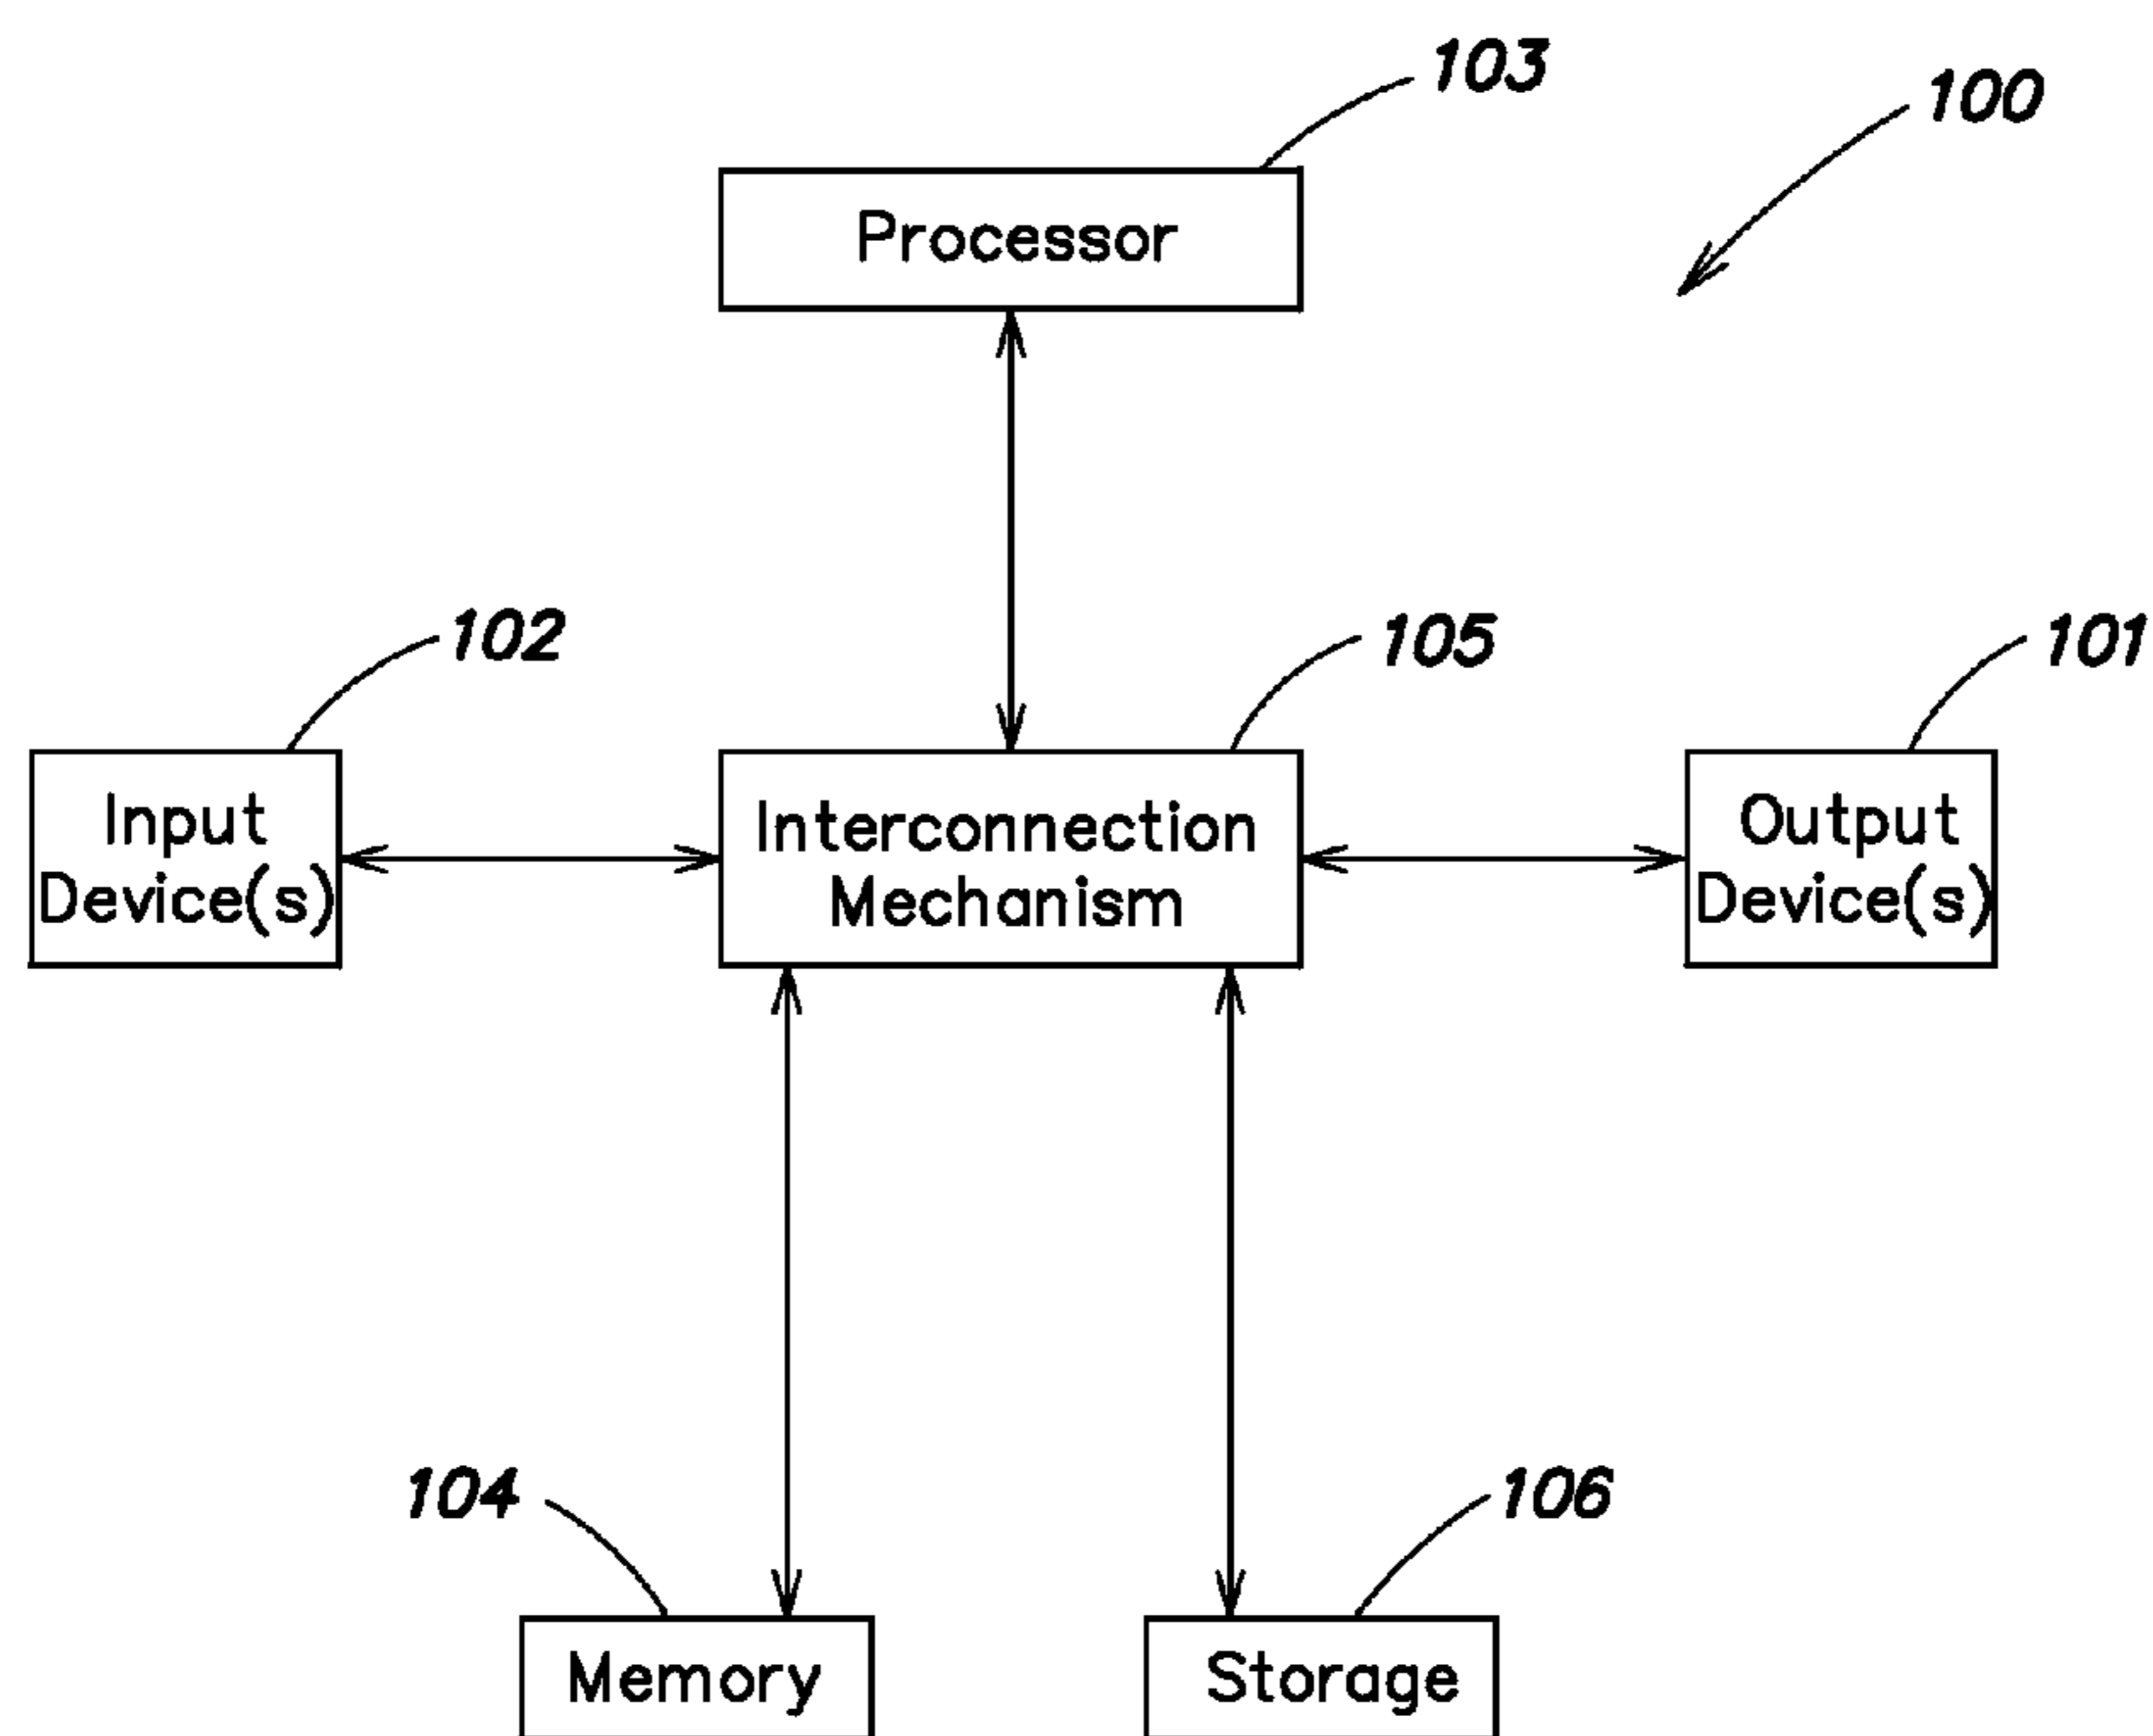 103
100
Processor
102
105
101
Input
Device(s)
Interconnection
Mechanism
Output
Device(s)
104
106
Memory
Storage